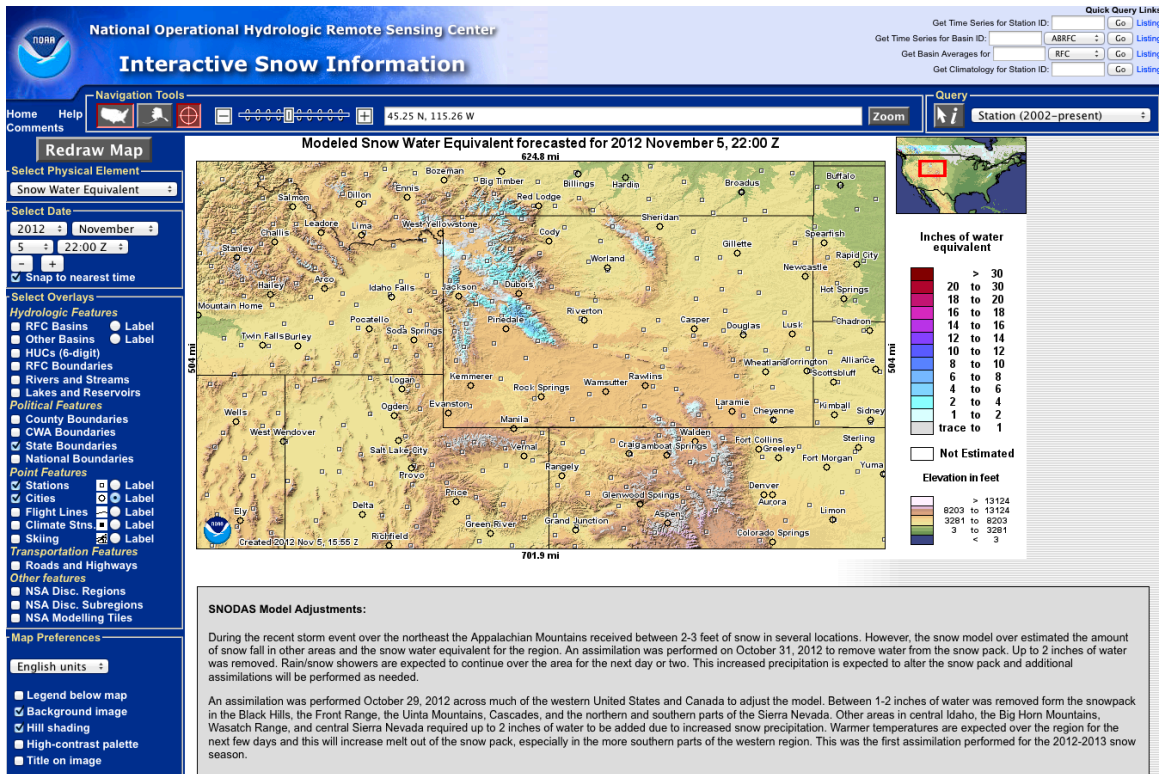 Quick Query Links
NOAA
National Operational Hydrologic Remote Sensing Center
Interactive Snow Information
Get Time Series for Station ID: Go Listing
Get Time Series for Basin ID: ABRFC Go Listing
Get Basin Averages for RFC Go Listing
Get Climatology for Station ID: Go Listing
Home Help
Comments
Navigation Tools
45.25 N, 115.26 W
Zoom
Query
Station (2002-present)
Redraw Map
Select Physical Element
Snow Water Equivalent
Select Date
2012 November
5 22:00 Z
- +
Snap to nearest time
Select Overlays
Hydrologic Features
RFC Basins Label
Other Basins Label
HUCs (6-digit)
RFC Boundaries
Rivers and Streams
Lakes and Reservoirs
Political Features
County Boundaries
CWA Boundaries
State Boundaries
National Boundaries
Point Features
Stations Label
Cities Label
Flight Lines Label
Climate Stns. Label
Skiing Label
Transportation Features
Roads and Highways
Other features
NSA Disc. Regions
NSA Disc. Subregions
NSA Modelling Tiles
Map Preferences
English units
Legend below map
Background image
Hill shading
High-contrast palette
Title on image
Modeled Snow Water Equivalent forecasted for 2012 November 5, 22:00 Z
624.8 mi
504 mi
504 mi
Bozeman
Big Timber
Billings
Hardin
Broadus
Buffalo
Salmon
Dillon
Ennis
Red Lodge
Leadore
Lima
West Yellowstone
Challis
Cody
Sheridan
Spearfish
Stanley
Gillette
Rapid City
Worland
Newcastle
Hailey
Arco
Idaho Falls
Jackson
Dubois
Hot Springs
Mountain Home
Pocatello
Soda Springs
Pinedale
Riverton
Casper
Douglas
Lusk
Chadron
Twin Falls
Burley
Kemmerer
Rock Springs
Wamsutter
Rawlins
Wheatland
Torrington
Alliance
Scottsbluff
Logan
Wells
Ogden
Evanston
Manila
Laramie
Cheyenne
Kimball
Sidney
West Wendover
Salt Lake City
Vernal
Craig
Steamboat Springs
Walden
Fort Collins
Greeley
Sterling
Provo
Rangely
Fort Morgan
Yuma
Price
Glenwood Springs
Denver
Aurora
Ely
Delta
Green River
Grand Junction
Aspen
Limon
Richfield
Colorado Springs
Created 2012 Nov 5, 15:55 Z
701.9 mi
Inches of water
equivalent
> 30
20 to 30
18 to 20
16 to 18
14 to 16
12 to 14
10 to 12
8 to 10
6 to 8
4 to 6
2 to 4
1 to 2
trace to 1
Not Estimated
Elevation in feet
> 13124
8203 to 13124
3281 to 8203
3 to 3281
< 3
SNODAS Model Adjustments:
During the recent storm event over the northeast the Appalachian Mountains received between 2-3 feet of snow in several locations. However, the snow model over estimated the amount
of snow fall in other areas and the snow water equivalent for the region. An assimilation was performed on October 31, 2012 to remove water from the snow pack. Up to 2 inches of water
was removed. Rain/snow showers are expected to continue over the area for the next day or two. This increased precipitation is expected to alter the snow pack and additional
assimilations will be performed as needed.
An assimilation was performed October 29, 2012 across much of the western United States and Canada to adjust the model. Between 1-2 inches of water was removed form the snowpack
in the Black Hills, the Front Range, the Uinta Mountains, Cascades, and the northern and southern parts of the Sierra Nevada. Other areas in central Idaho, the Big Horn Mountains,
Wasatch Range, and central Sierra Nevada required up to 2 inches of water to be added due to increased snow precipitation. Warmer temperatures are expected over the region for the
next few days and this will increase melt out of the snow pack, especially in the more southern parts of the western region. This was the first assimilation performed for the 2012-2013 snow
season.